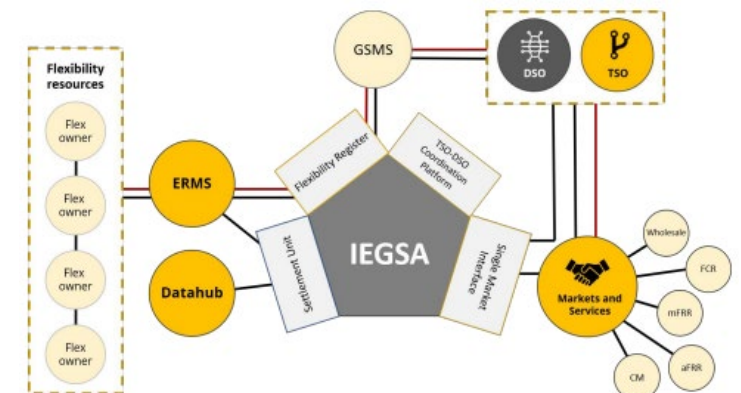 Flexibility
resources
Flex
owner
Flex
owner
Flex
owner
Flex
owner
ERMS
Datahub
GSMS
Flexibility Register
TSO-DSO
Coordination
Platform
Settlement Unit
IEGSA
Single Market
Interface
DSO
TSO
Markets and
Services
Wholesale
FCR
mFRR
aFRR
CM